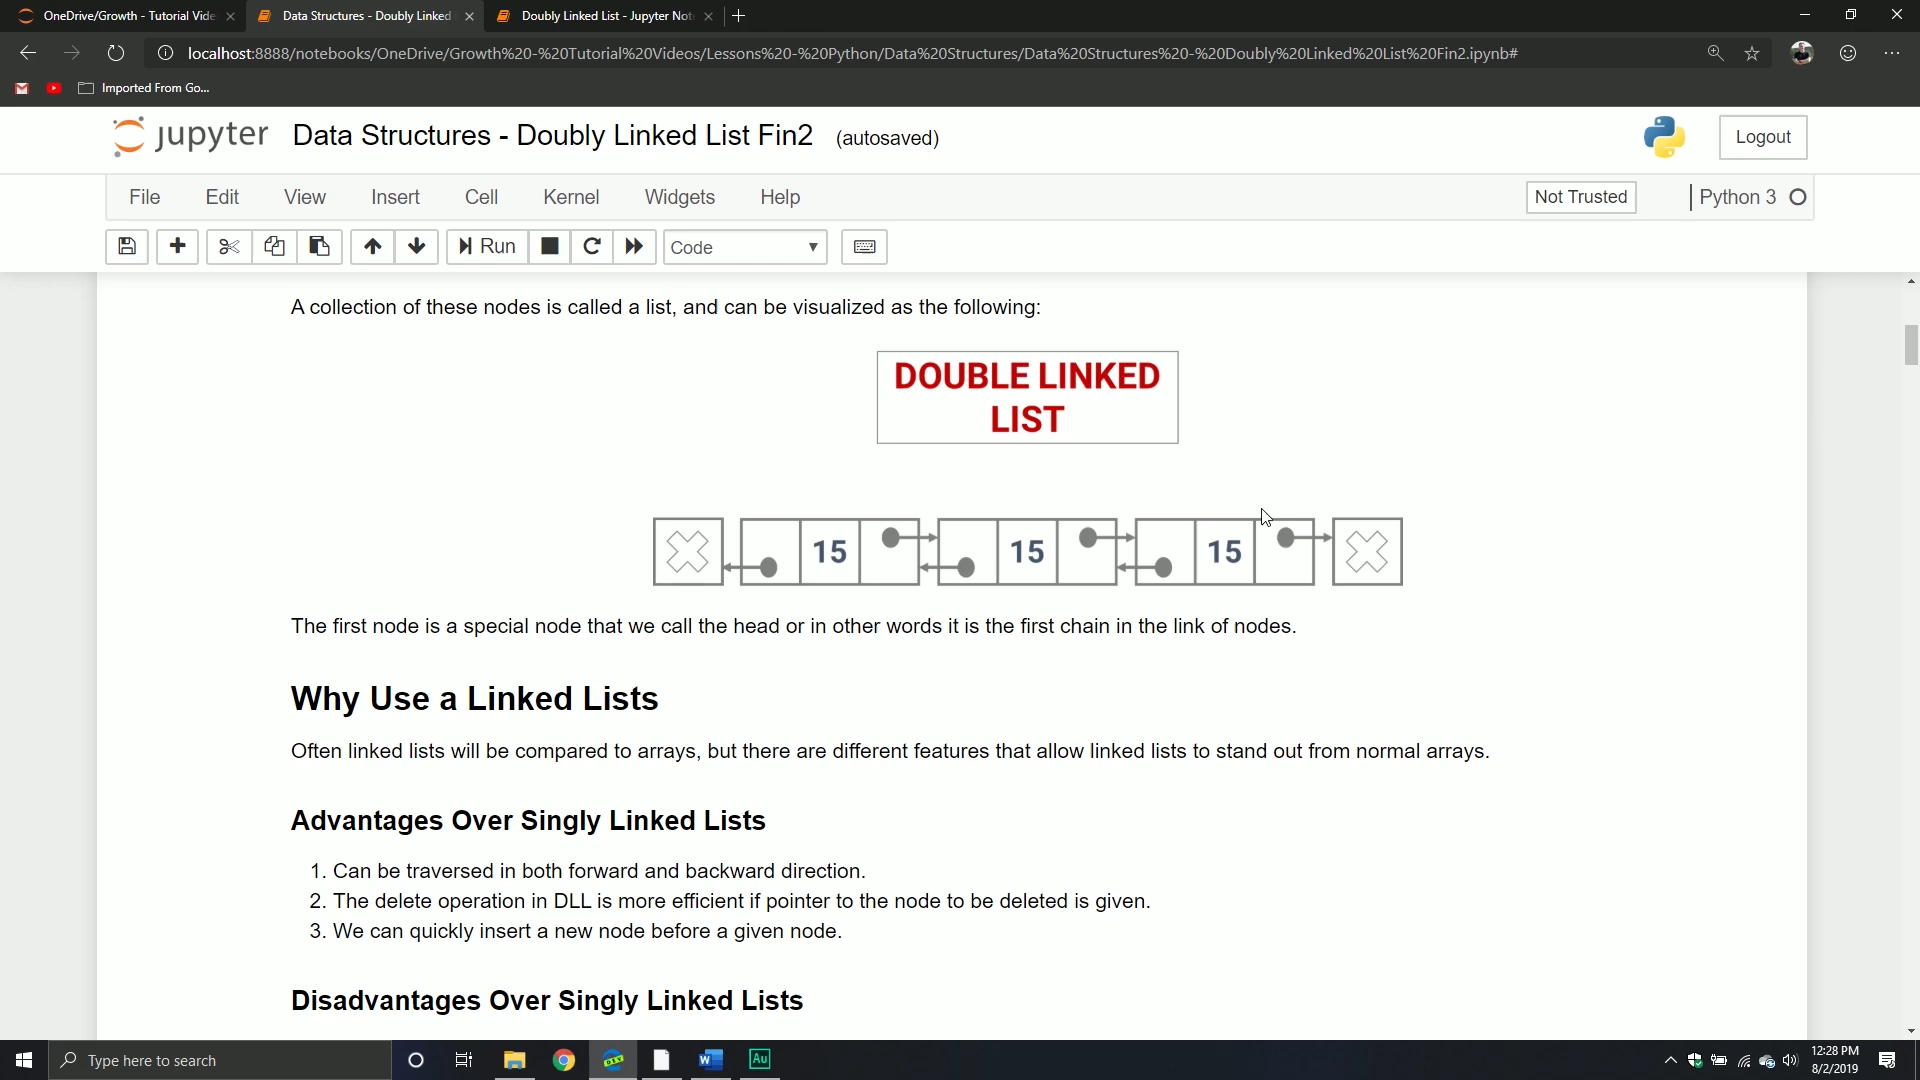 OneDrive/Growth - Tutorial Vide
Data Structures - Doubly Linked
Doubly Linked List - Jupyter Not
localhost:8888/notebooks/OneDrive/Growth%20-%20Tutorial%20Videos/Lessons%20-%20Python/Data%20Structures/Data%20Structures%20-%20Doubly%20Linked%20List%20Fin2.ipynb#
Imported From Go...
jupyter Data Structures - Doubly Linked List Fin2 (autosaved)
Logout
File Edit View Insert Cell Kernel Widgets Help
Not Trusted
Python 3
Run
Code
A collection of these nodes is called a list, and can be visualized as the following:
DOUBLE LINKED
LIST
15 15 15
The first node is a special node that we call the head or in other words it is the first chain in the link of nodes.
Why Use a Linked Lists
Often linked lists will be compared to arrays, but there are different features that allow linked lists to stand out from normal arrays.
Advantages Over Singly Linked Lists
1. Can be traversed in both forward and backward direction.
2. The delete operation in DLL is more efficient if pointer to the node to be deleted is given.
3. We can quickly insert a new node before a given node.
Disadvantages Over Singly Linked Lists
Type here to search
DEV
Au
12:28 PM
8/2/2019